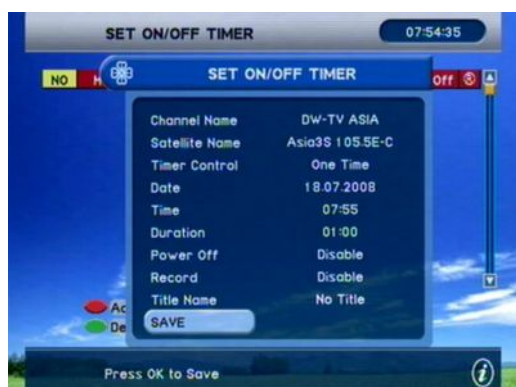 SET ON/OFF TIMER 07:54:35
SET ON/OFF TIMER
NO Off
Channel Name DW-TV ASIA
Satellite Name Asia3S 105.5E-C
Timer Control One Time
Date 18.07.2008
Time 07:55
Duration 01:00
Power Off Disable
Record Disable
Title Name No Title
SAVE
Press OK to Save